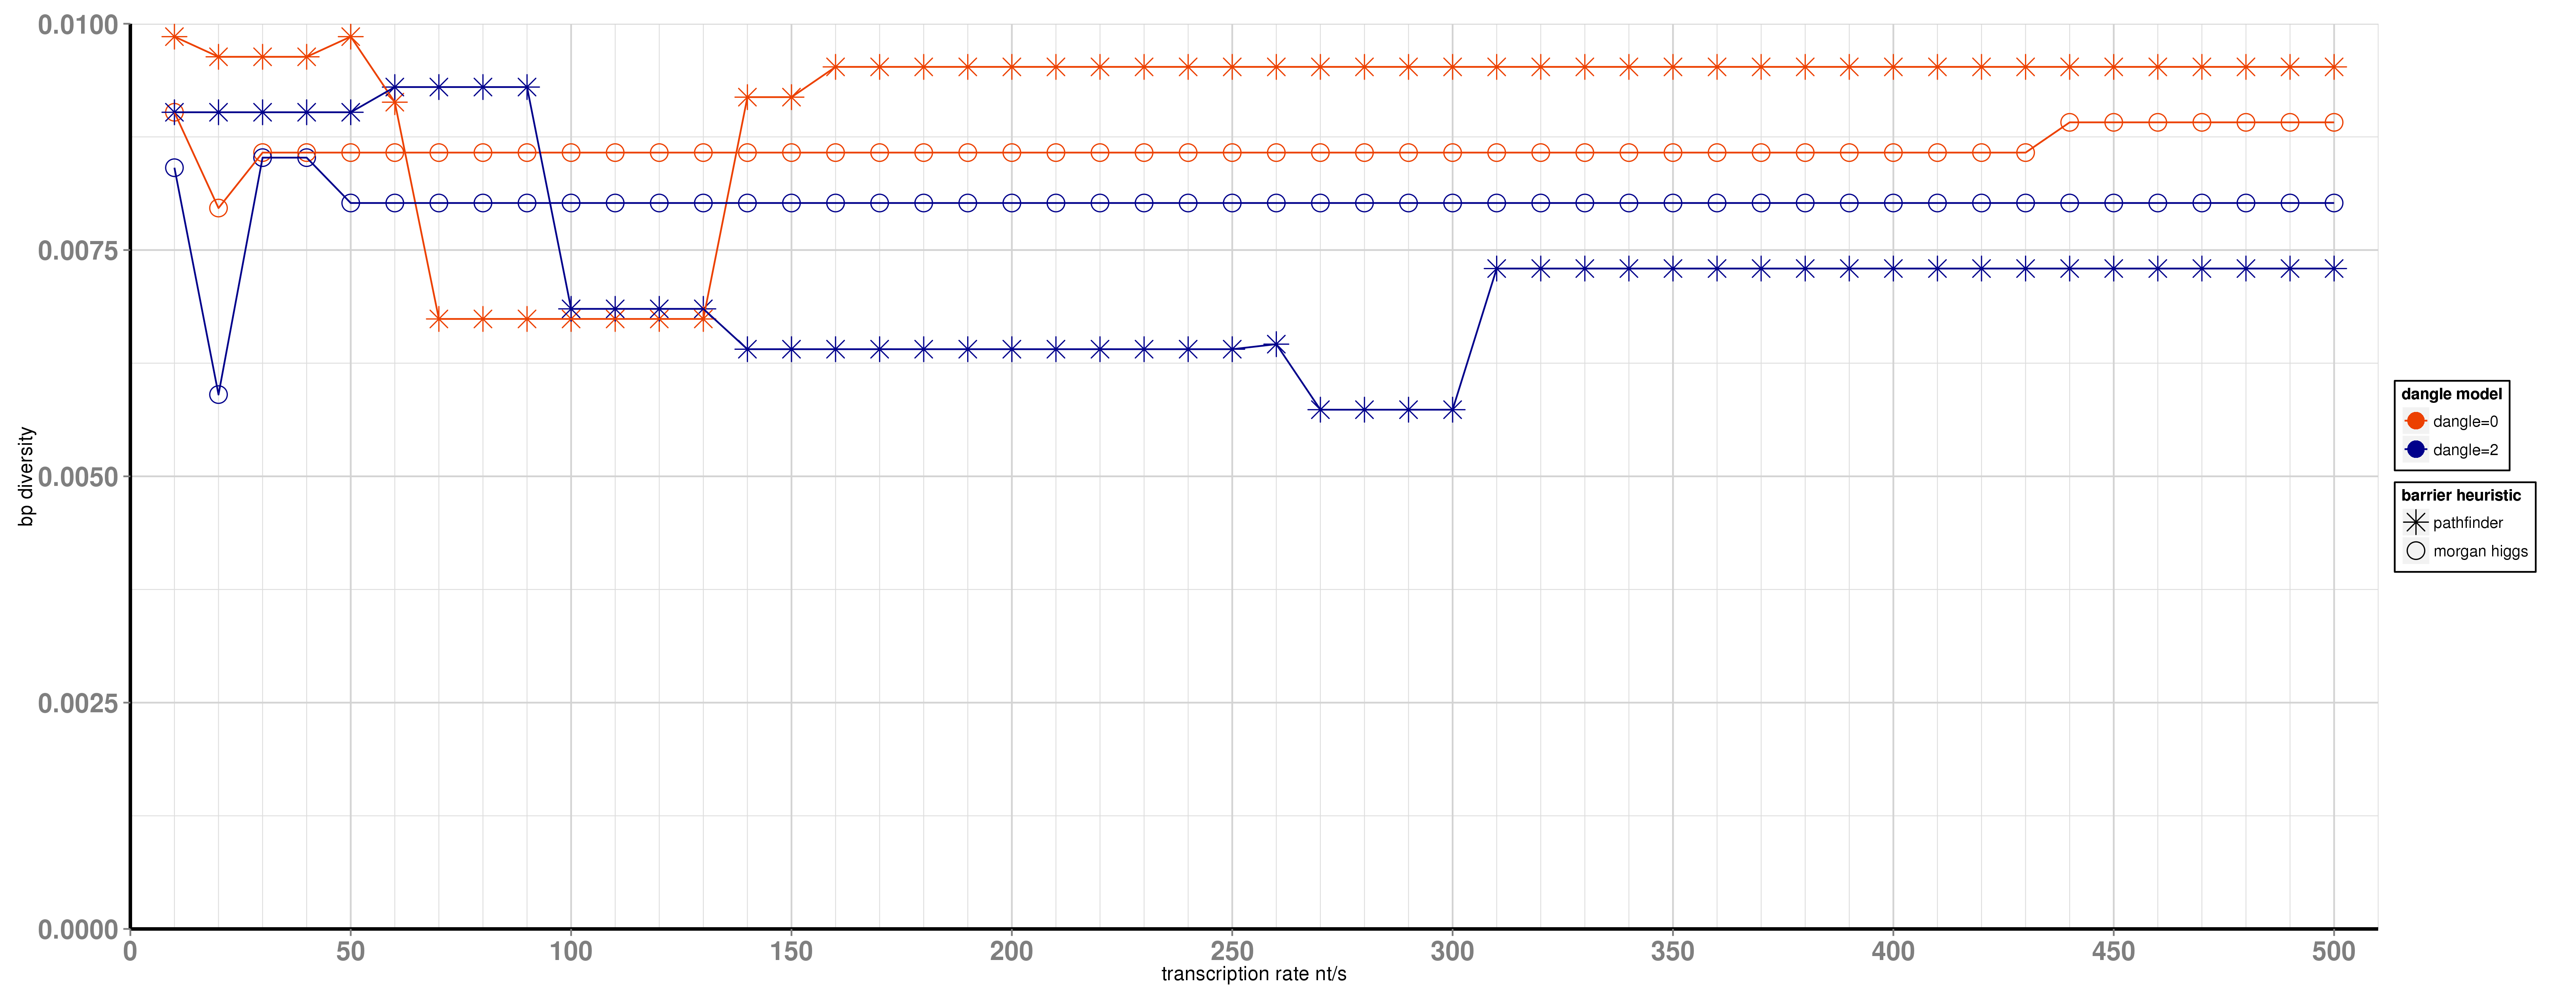 0.0100
0.0075
0.0050
0.0025
0.0000
bp diversity
0 50 100 150 200 250 300 350 400 450 500
transcription rate nt/s
dangle model
dangle=0
dangle=2
barrier heuristic
pathfinder
morgan higgs